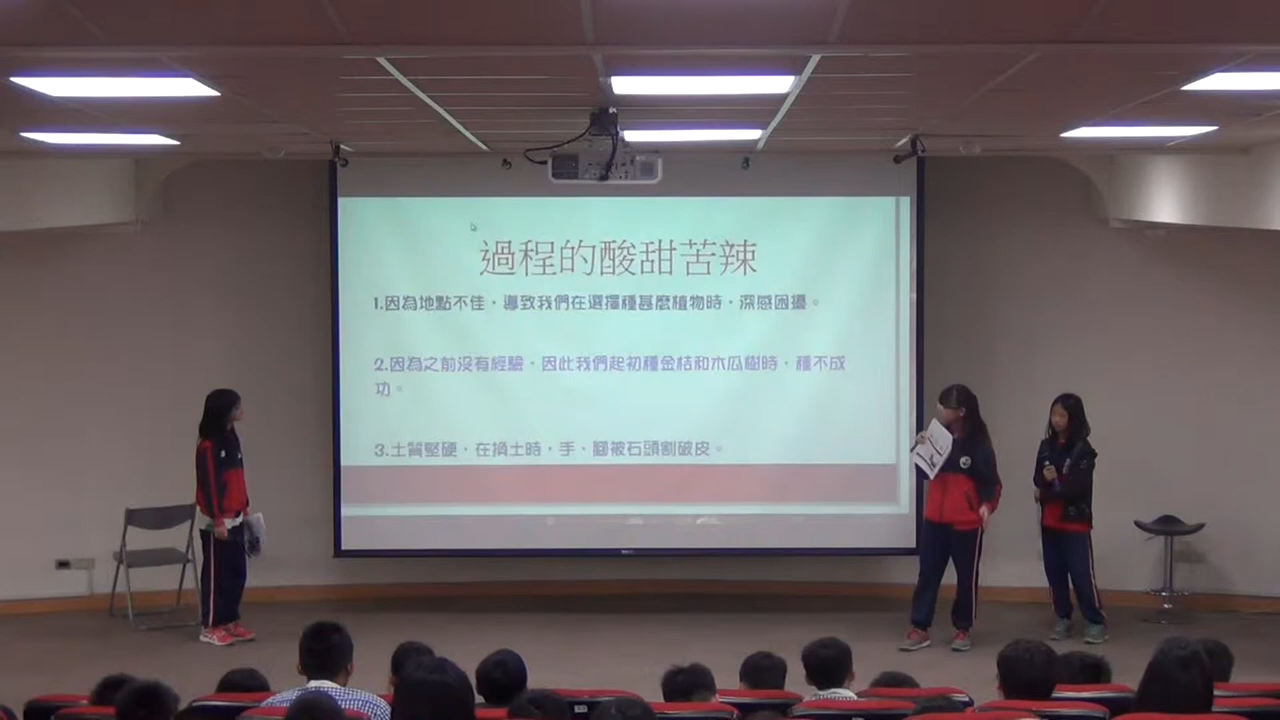 過程的酸甜苦辣
1.因為地點不佳，導致我們在選擇種甚麼植物時，深感困擾。
2.因為之前沒有經驗，因此我們起初種金桔和木瓜樹時，種不成
功。
3.土質堅硬，在換土時，手、腳被石頭割破皮。